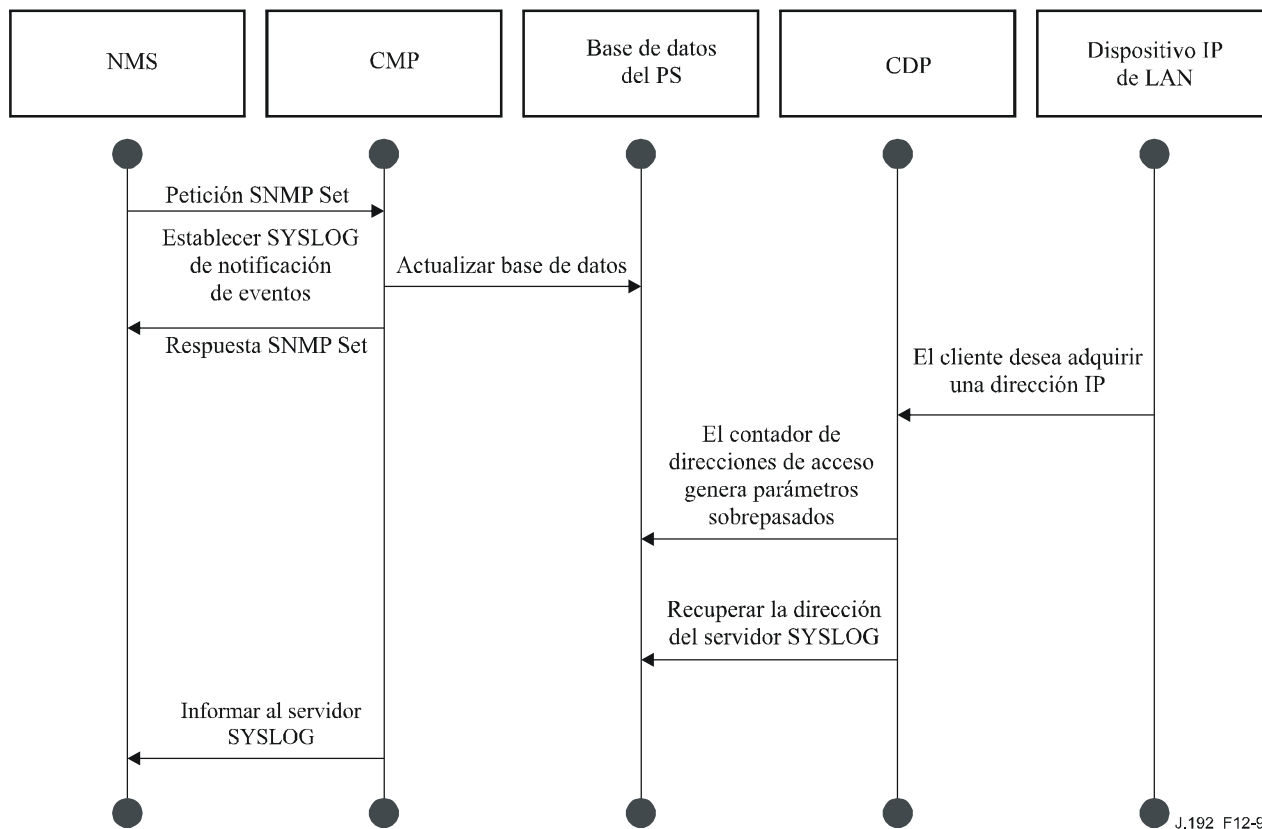 NMS
CMP
Base de datos
del PS
CDP
Dispositivo IP
de LAN
Petición SNMP Set
Establecer SYSLOG
de notificación
de eventos
Actualizar base de datos
Respuesta SNMP Set
El cliente desea adquirir
una dirección IP
El contador de
direcciones de acceso
genera parámetros
sobrepasados
Recuperar la dirección
del servidor SYSLOG
Informar al servidor
SYSLOG
J.192_F12-9